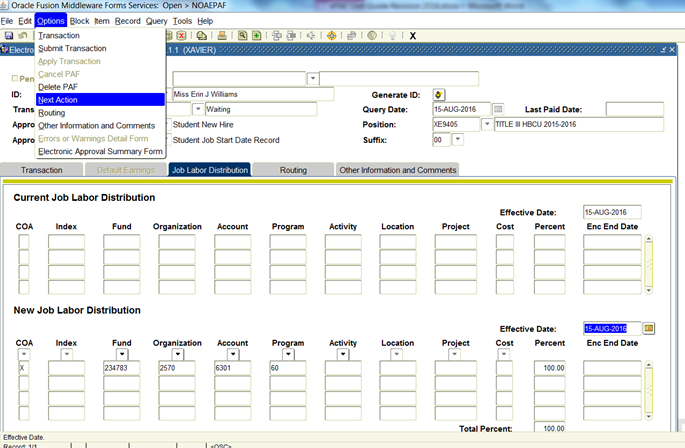 Oracle Fusion Middleware Forms Services: Open > NOAEPAF
File Edit Options Block Item Record Query Tools Help
X
Electro 1.1 (XAVIER)
Transaction
Submit Transaction
Apply Transaction
Cancel PAF
Delete PAF
Next Action
Routing
Other Information and Comments
Errors or Warnings Detail Form
Electronic Approval Summary Form
Pen
ID: Miss Erin J Williams Generate ID:
Trans Waiting Query Date: 15-AUG-2016 Last Paid Date:
Appro Student New Hire Position: XE9405 TITLE III HBCU 2015-2016
Appro Student Job Start Date Record Suffix: 00
Transaction Default Earnings Job Labor Distribution Routing Other Information and Comments
Current Job Labor Distribution
Effective Date: 15-AUG-2016
COA Index Fund Organization Account Program Activity Location Project Cost Percent Enc End Date
New Job Labor Distribution
Effective Date: 15-AUG-2016
COA Index Fund Organization Account Program Activity Location Project Cost Percent Enc End Date
X 234783 2570 6301 60 100.00
Total Percent: 100.00
Effective Date.
Record: 1/1 <OSC>